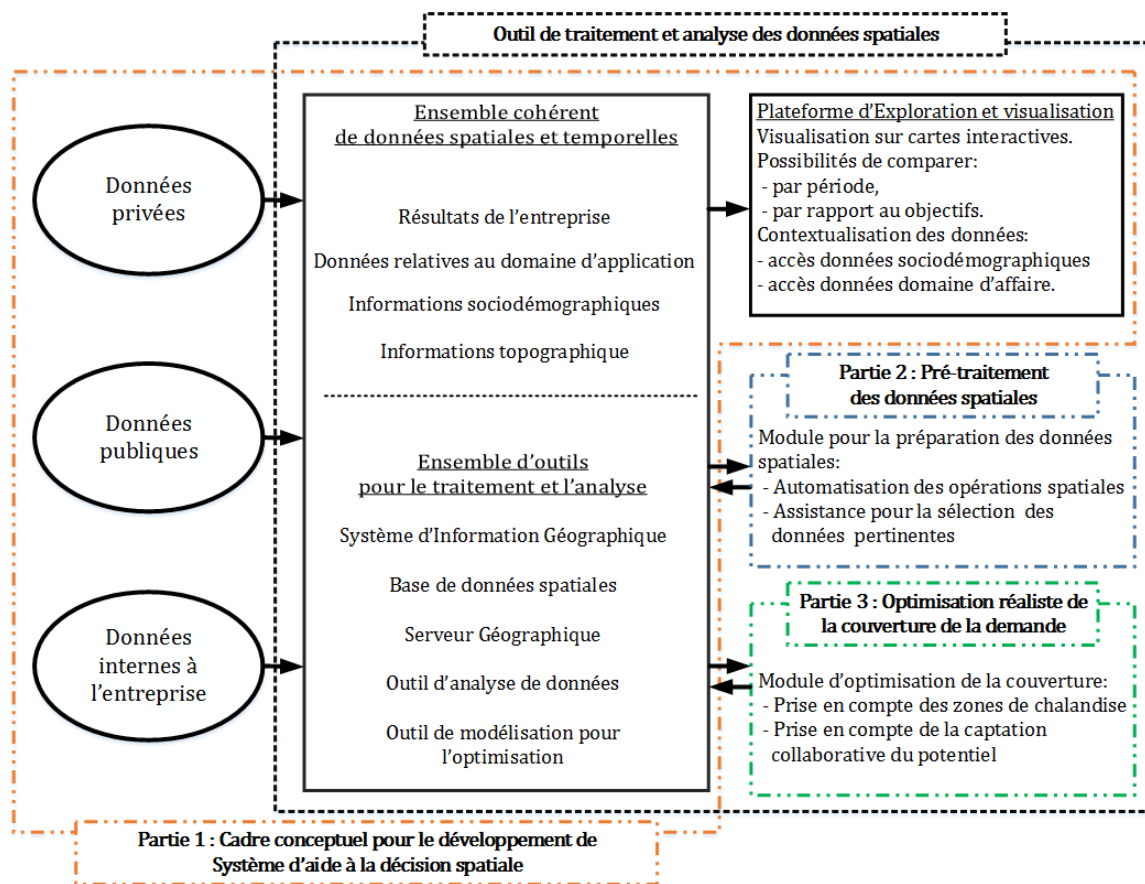 Outil de traitement et analyse des données spatiales
Données
privées
Données
publiques
Données
internes à
l'entreprise
Ensemble cohérent
de données spatiales et temporelles
Résultats de l'entreprise
Données relatives au domaine d'application
Informations sociodémographiques
Informations topographique
Ensemble d'outils
pour le traitement et l'analyse
Système d'Information Géographique
Base de données spatiales
Serveur Géographique
Outil d'analyse de données
Outil de modélisation pour
l'optimisation
Plateforme d'Exploration et visualisation
Visualisation sur cartes interactives.
Possibilités de comparer:
- par période,
- par rapport au objectifs.
Contextualisation des données:
- accès données sociodémographiques
- accès données domaine d'affaire.
Partie 2 : Pré-traitement
des données spatiales
Module pour la préparation des données
spatiales:
- Automatisation des opérations spatiales
- Assistance pour la sélection des
données pertinentes
Partie 3 : Optimisation réaliste de
la couverture de la demande
Module d'optimisation de la couverture:
- Prise en compte des zones de chalandise
- Prise en compte de la captation
collaborative du potentiel
Partie 1 : Cadre conceptuel pour le développement de
Système d'aide à la décision spatiale